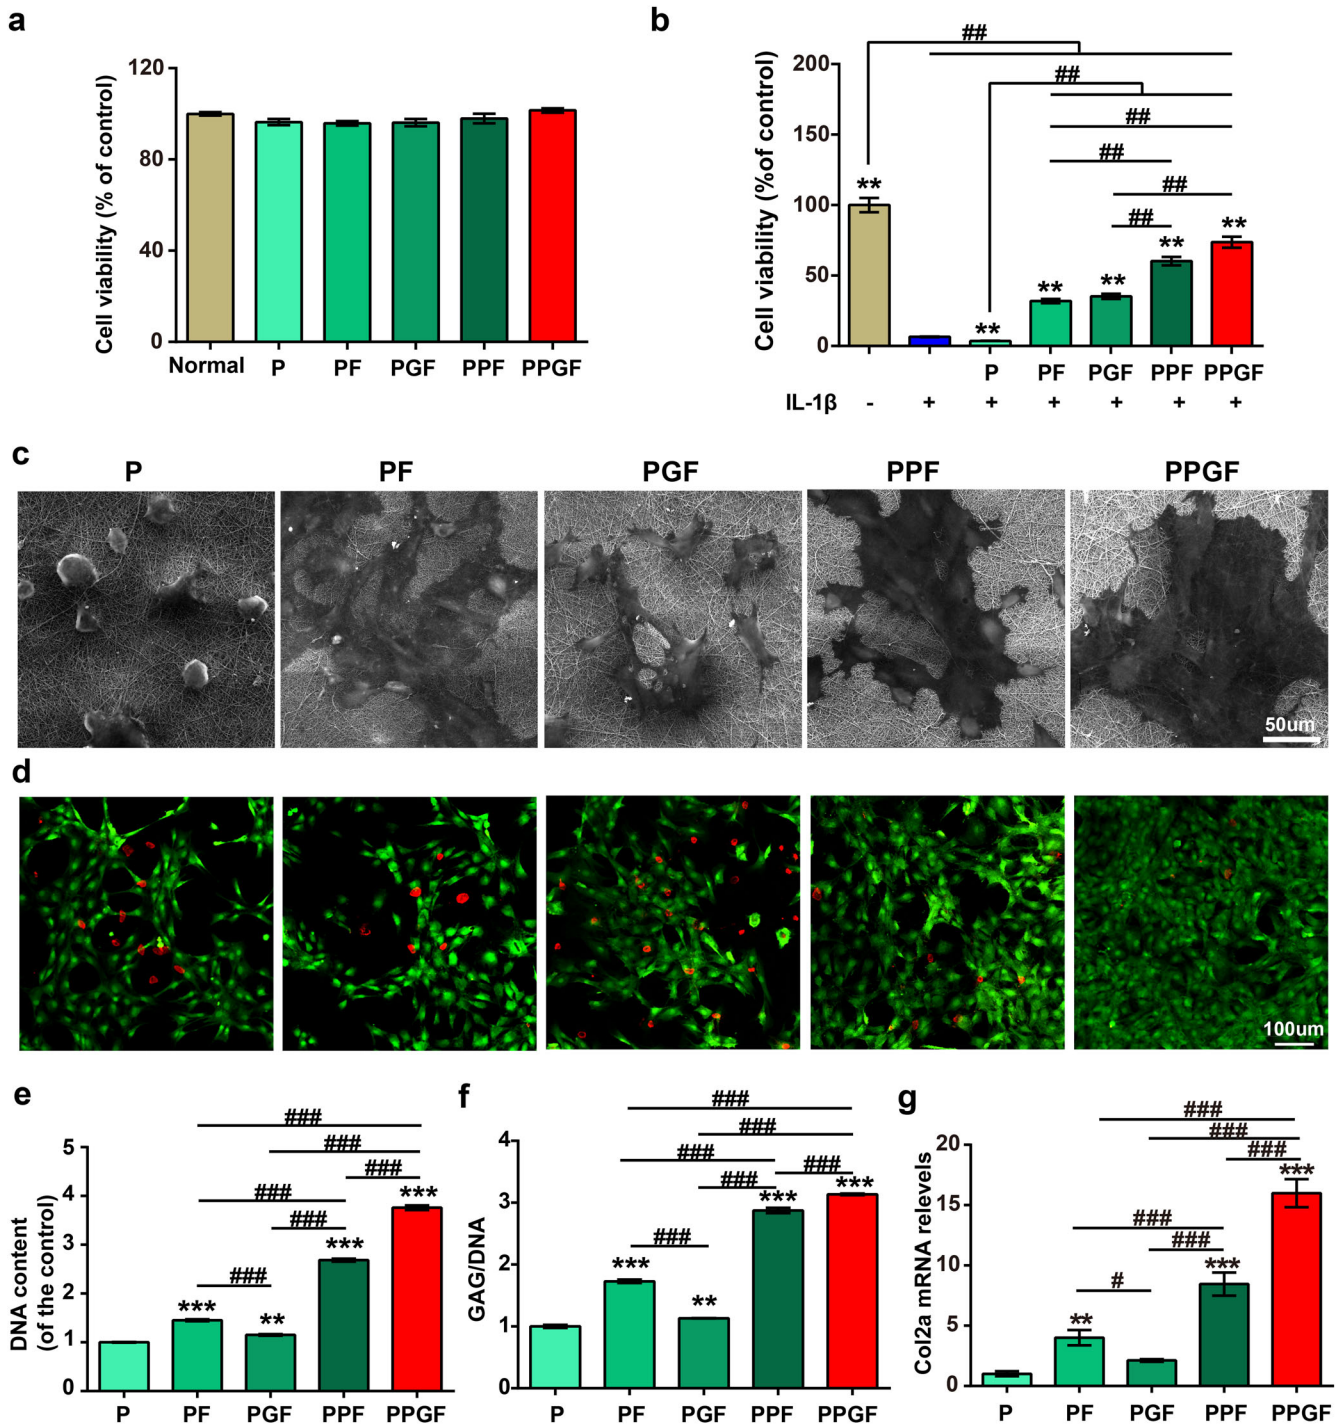 a
120
80
40
0
Cell viability (% of control)
Normal P PF PGF PPF PPGF
b
200
150
100
50
0
Cell viability (%of control)
##
##
##
##
##
##
** ** ** ** ** **
P PF PGF PPF PPGF
IL-1β - + + + + + +
c
P PF PGF PPF PPGF
50um
d
100um
e
5
4
3
2
1
0
DNA content
(of the control)
###
###
###
###
###
###
*** ** *** ***
P PF PGF PPF PPGF
f
4
3
2
1
0
GAG/DNA
###
###
###
###
###
###
*** ** *** ***
P PF PGF PPF PPGF
g
20
15
10
5
0
Col2a mRNA relevels
###
###
###
###
###
#
** *** ***
P PF PGF PPF PPGF